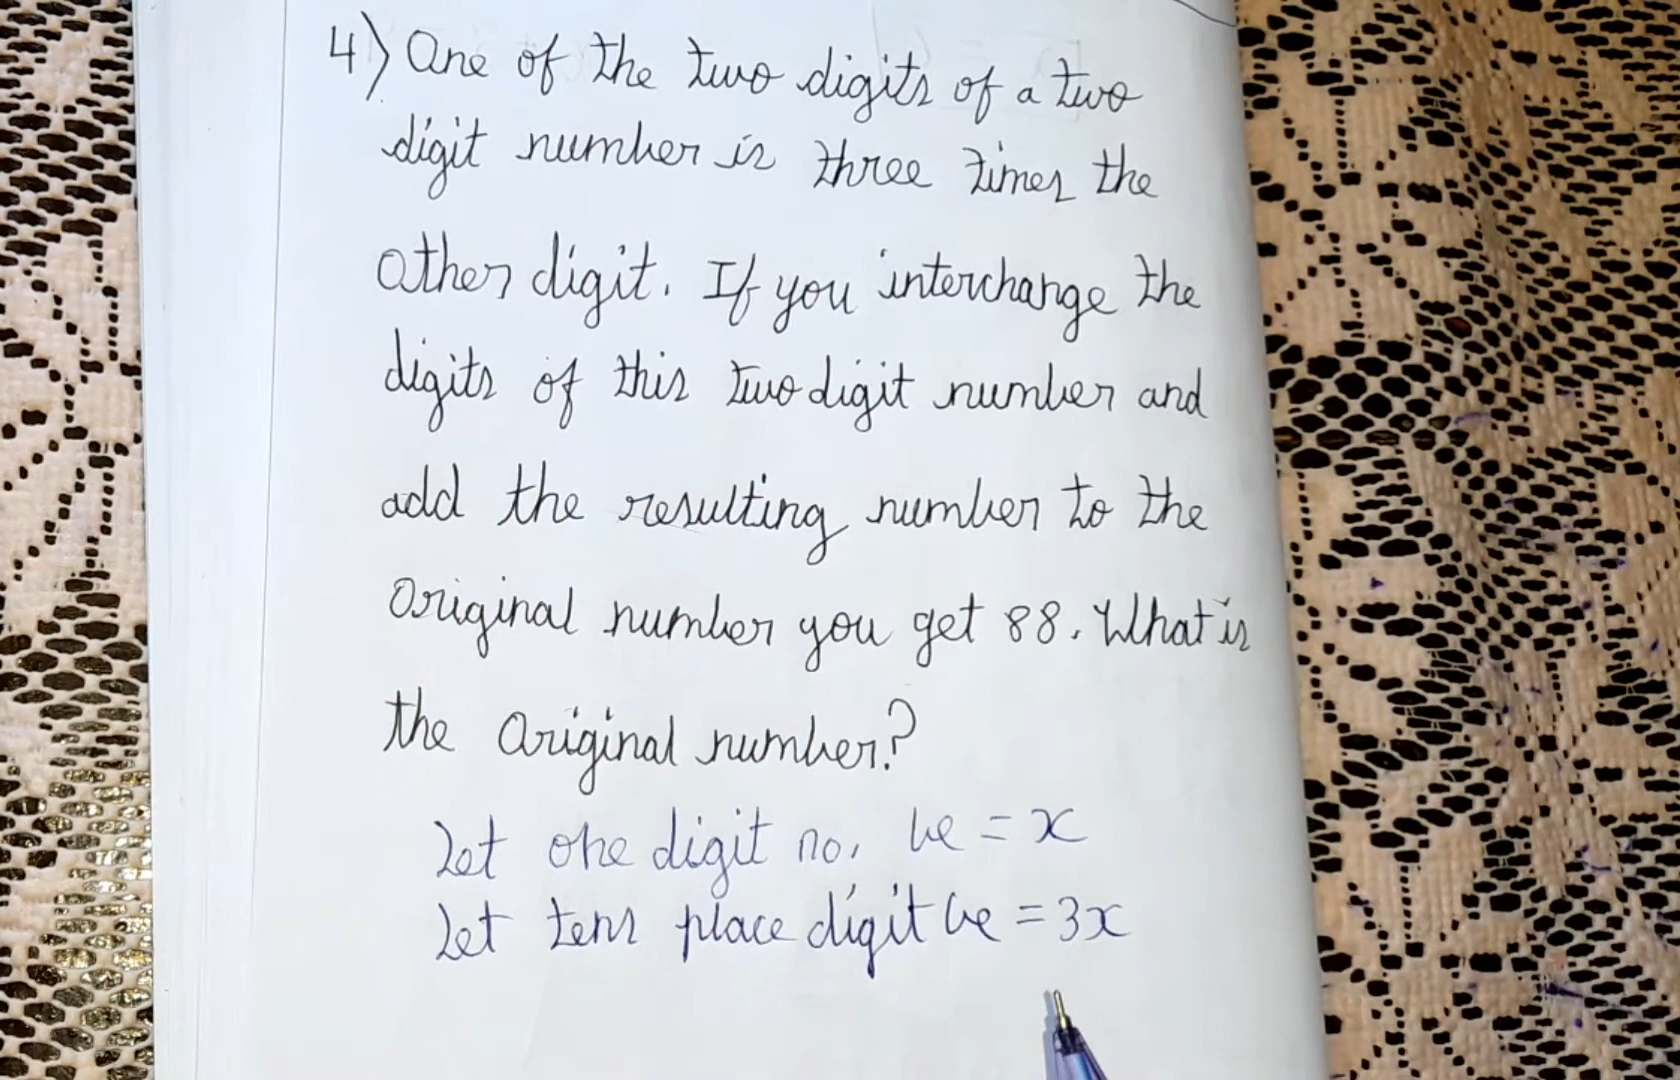 4) One of the two digits of a two
digit number is three times the
other digit. If you interchange the
digits of this two digit number and
add the resulting number to the
original number you get 88. What is
the original number?
Let one digit no. be = x
Let tens place digit be = 3x